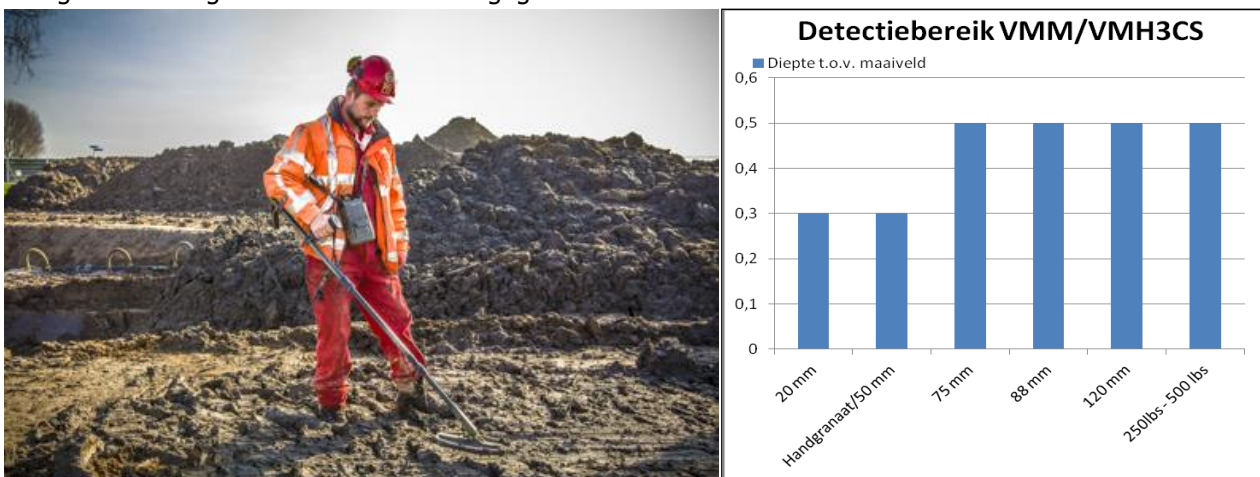 Detectiebereik VMM/VMH3CS
Diepte t.o.v. maaiveld
0,6
0,5
0,4
0,3
0,2
0,1
0
20 mm
Handgranaat/50 mm
75 mm
88 mm
120 mm
250lbs - 500 lbs